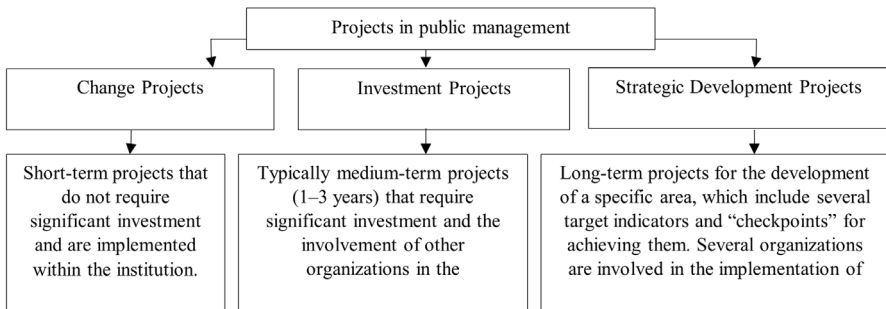 Projects in public management
Change Projects
Investment Projects
Strategic Development Projects
Short-term projects that
do not require
significant investment
and are implemented
within the institution.
Typically medium-term projects
(1–3 years) that require
significant investment and the
involvement of other
organizations in the
Long-term projects for the development
of a specific area, which include several
target indicators and “checkpoints” for
achieving them. Several organizations
are involved in the implementation of